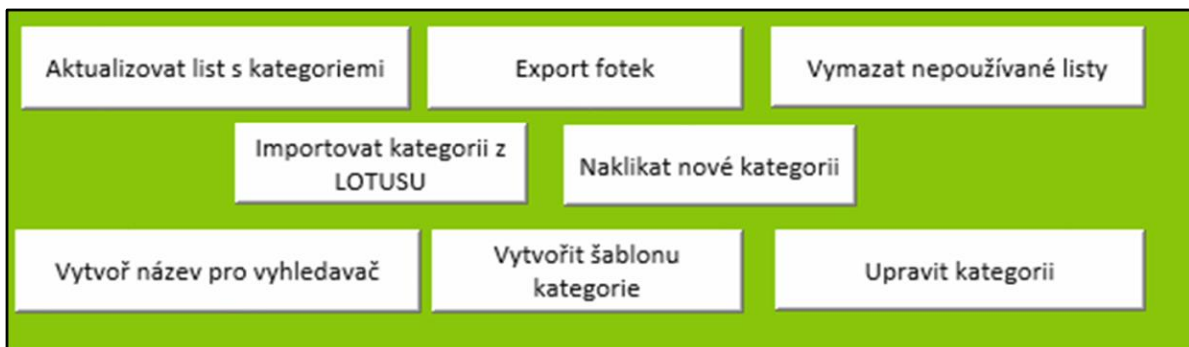 Aktualizovat list s kategoriemi
Export fotek
Vymazat nepoužívané listy
Importovat kategorii z
LOTUSU
Naklikat nové kategorii
Vytvoř název pro vyhledavač
Vytvořit šablonu
kategorie
Upravit kategorii